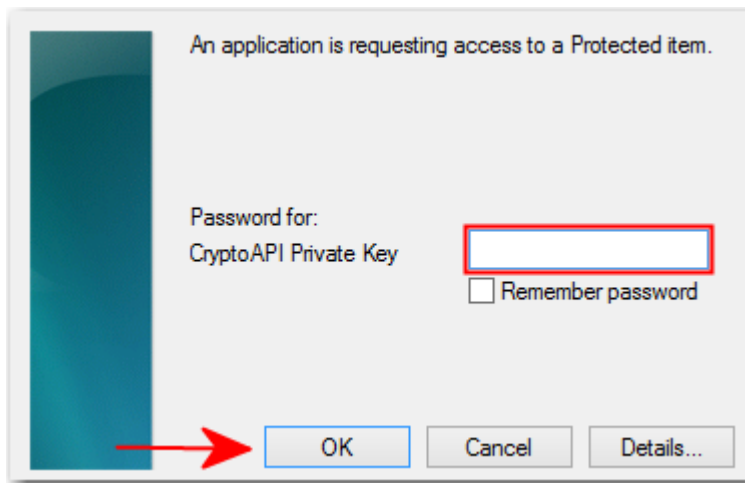 An application is requesting access to a Protected item.
Password for:
CryptoAPI Private Key
Remember password
OK
Cancel
Details...